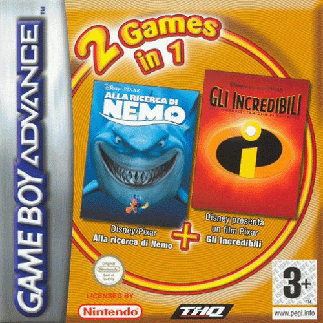 GAME BOY ADVANCE
2 Games
in 1
DISNEY·PIXAR
ALLA RICERCA DI
NEMO
GLI INCREDIBILI
Disney/Pixar
Alla ricerca di Nemo
+
Disney presenta
un film Pixar
Gli Incredibili
LICENSED BY
Nintendo
THQ
3+
www.pegi.info